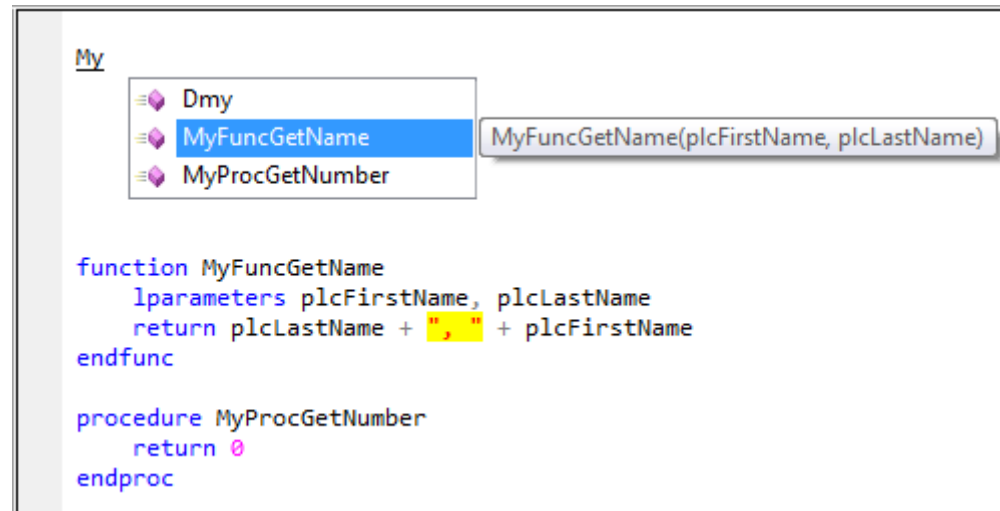 My
Dmy
MyFuncGetName MyFuncGetName(plcFirstName, plcLastName)
MyProcGetNumber
function MyFuncGetName
lparameters plcFirstName, plcLastName
return plcLastName + ", " + plcFirstName
endfunc
procedure MyProcGetNumber
return 0
endproc